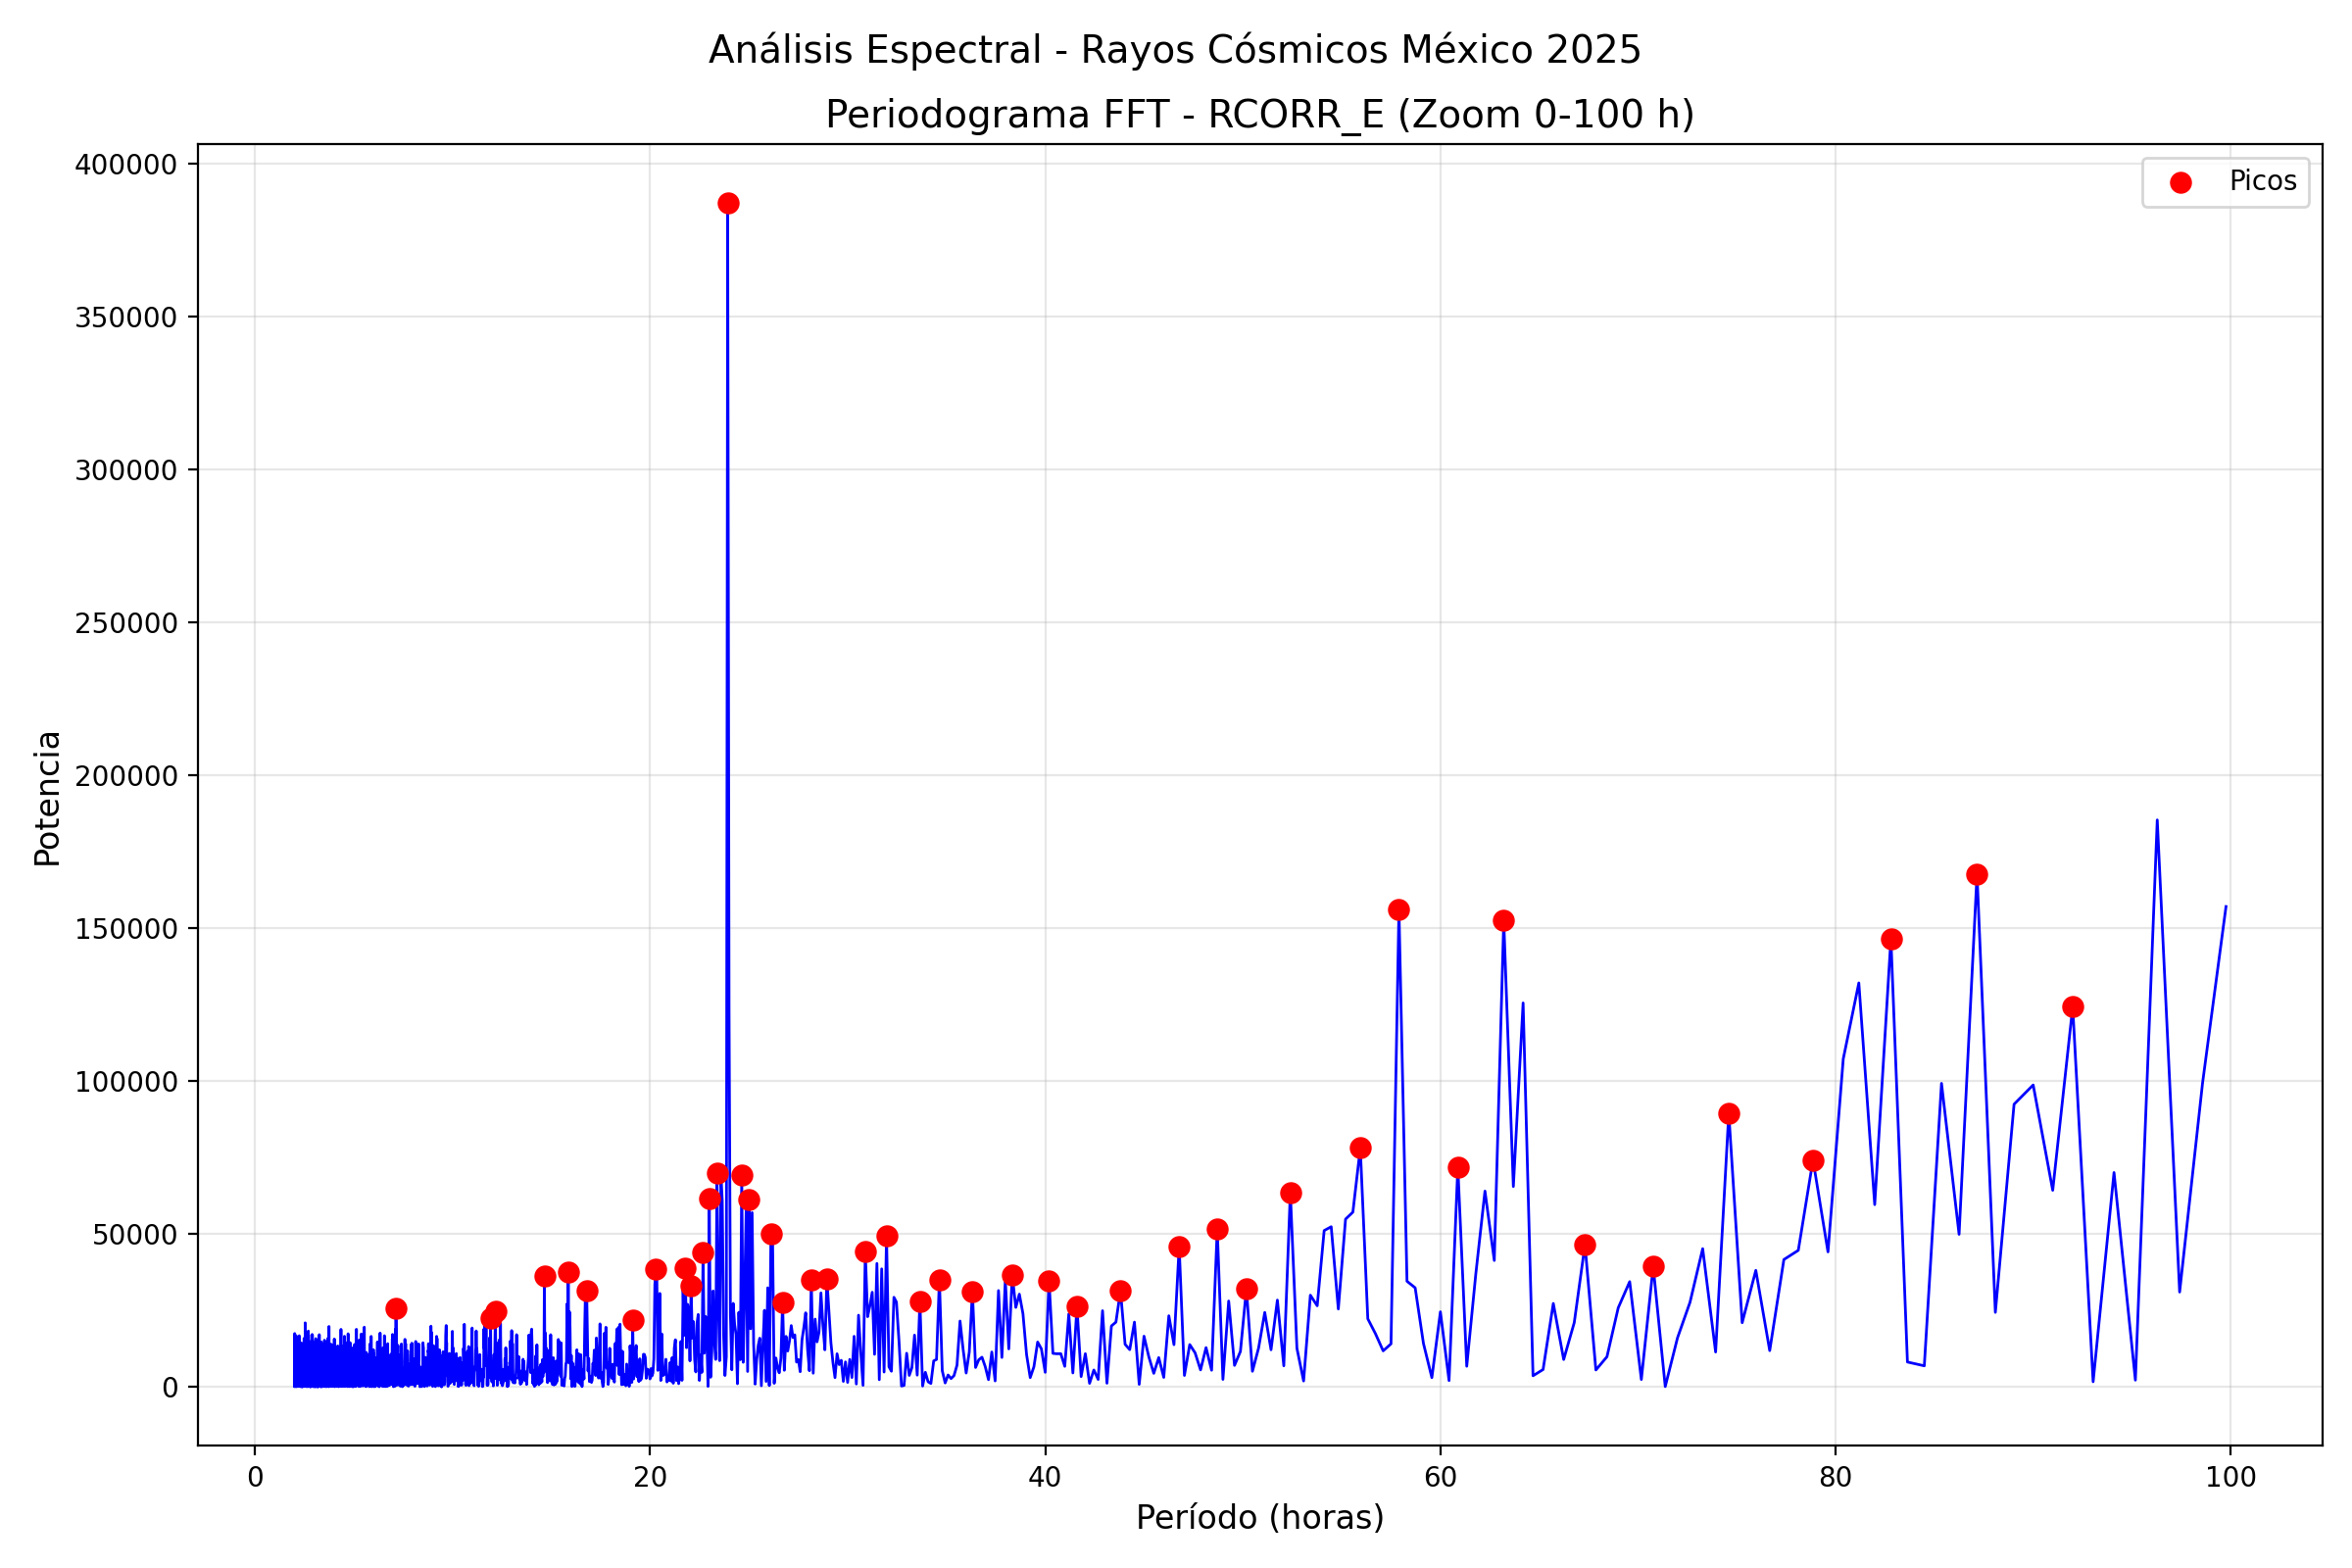 Análisis Espectral - Rayos Cósmicos México 2025
Periodograma FFT - RCORR_E (Zoom 0-100 h)
Picos
400000
350000
300000
250000
200000
150000
100000
50000
0
Potencia
0 20 40 60 80 100
Período (horas)